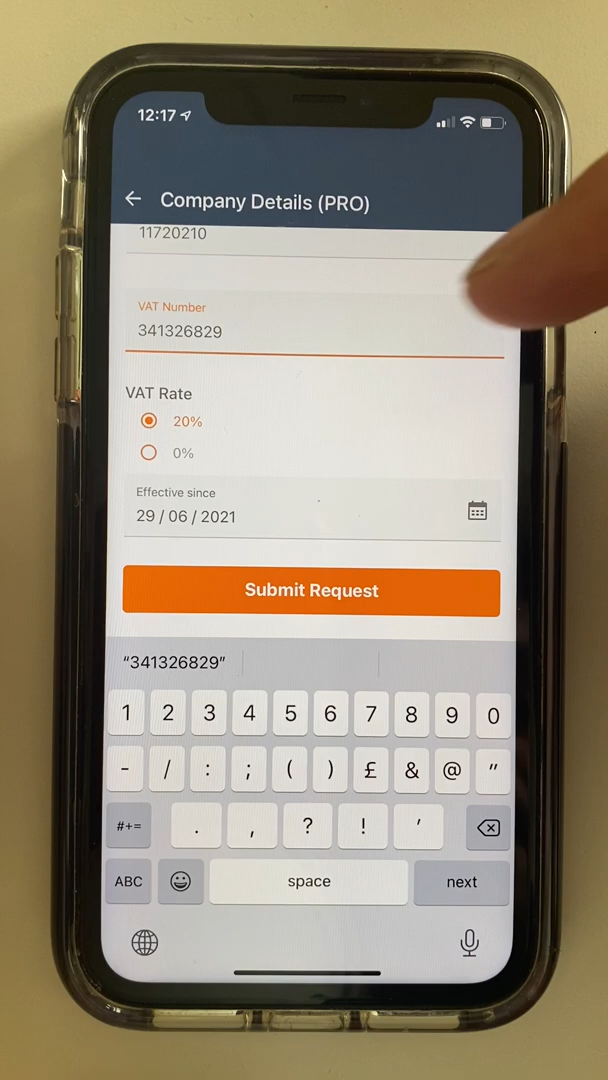 12:17
Company Details (PRO)
11720210
VAT Number
341326829
VAT Rate
20%
0%
Effective since
29 / 06 / 2021
Submit Request
“341326829”
1 2 3 4 5 6 7 8 9 0
- / : ; ( ) £ & @ "
#+= . , ? ! '
ABC space next